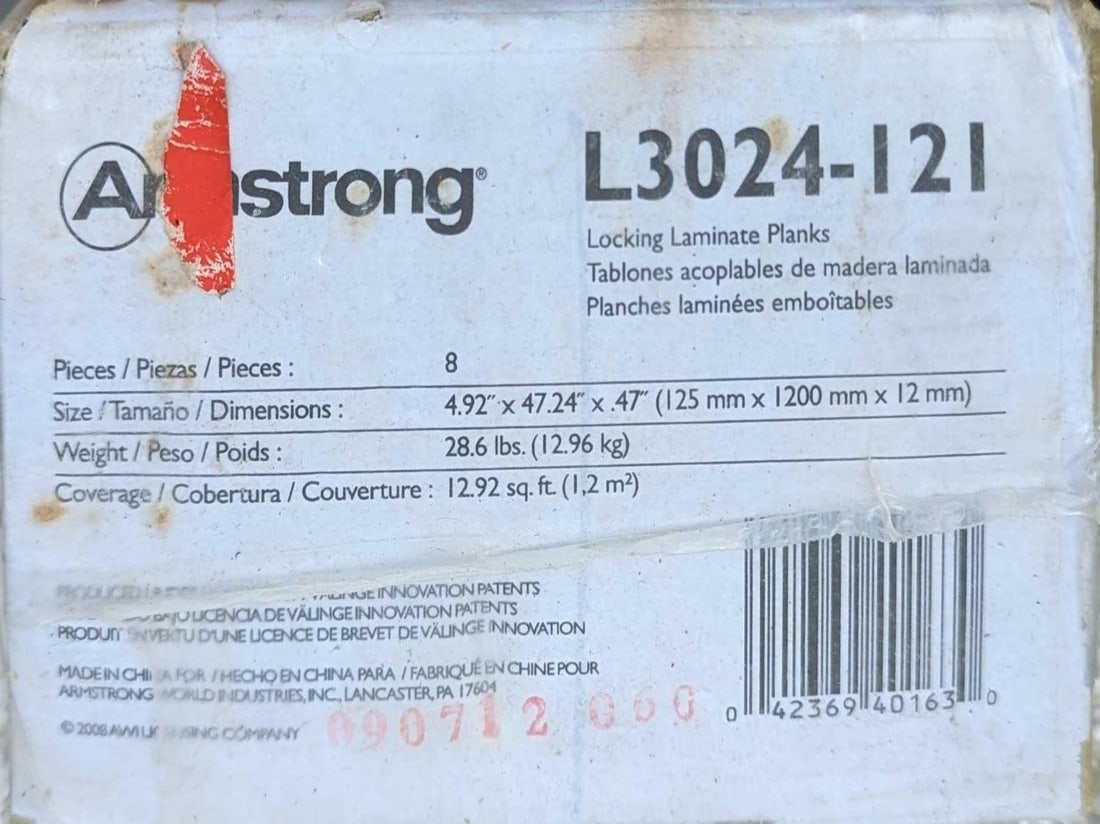 Armstrong®
L3024-121
Locking Laminate Planks
Tablones acoplables de madera laminada
Planches laminées emboîtables
Pieces / Piezas / Pieces : 8
Size / Tamaño / Dimensions : 4.92" x 47.24" x .47" (125 mm x 1200 mm x 12 mm)
Weight / Peso / Poids : 28.6 lbs. (12.96 kg)
Coverage / Cobertura / Couverture : 12.92 sq. ft. (1,2 m²)
PRODUCED INNOVATION PATENTS
BAJO LICENCIA DE VÄLINGE INNOVATION PATENTS
PRODUIT EN VERTU D'UNE LICENCE DE BREVET DE VÄLINGE INNOVATION
MADE IN CHINA FOR / HECHO EN CHINA PARA / FABRIQUÉ EN CHINE POUR
ARMSTRONG WORLD INDUSTRIES, INC., LANCASTER, PA 17604
© 2008 AWI COMPANY
090712 060
0 42369 40163 0